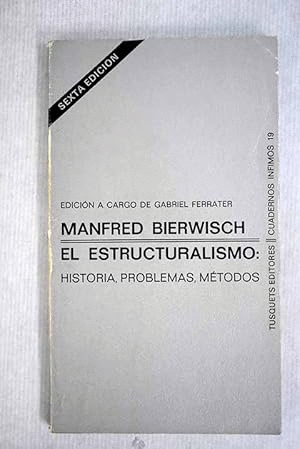 SEXTA EDICION
EDICIÓN A CARGO DE GABRIEL FERRATER
MANFRED BIERWISCH
EL ESTRUCTURALISMO:
HISTORIA, PROBLEMAS, MÉTODOS
TUSQUETS EDITORES || CUADERNOS INFIMOS 19